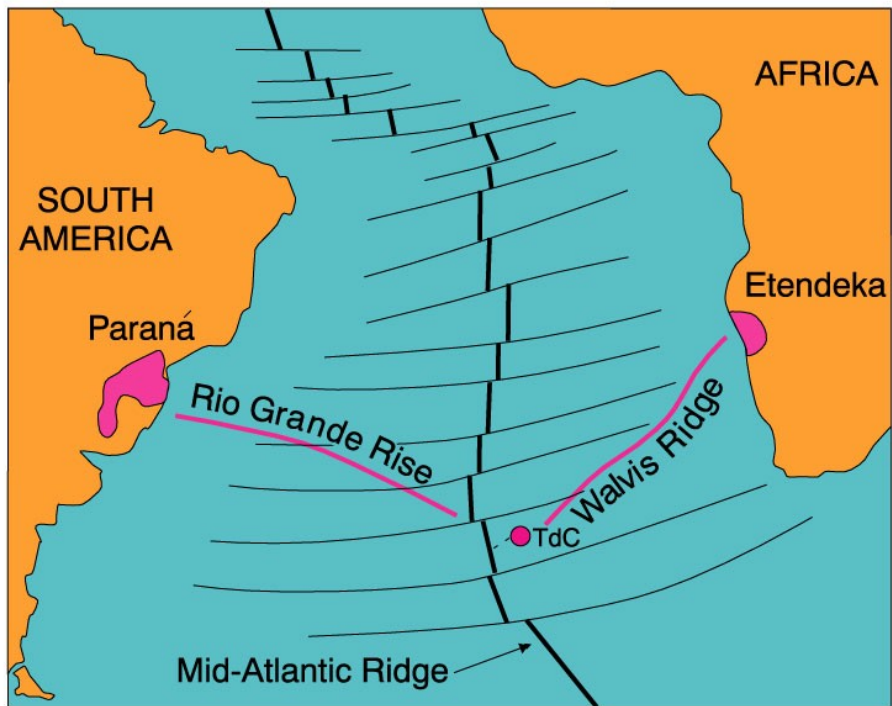 AFRICA
SOUTH
AMERICA
Etendeka
Paraná
Rio Grande Rise
Walvis Ridge
TdC
Mid-Atlantic Ridge